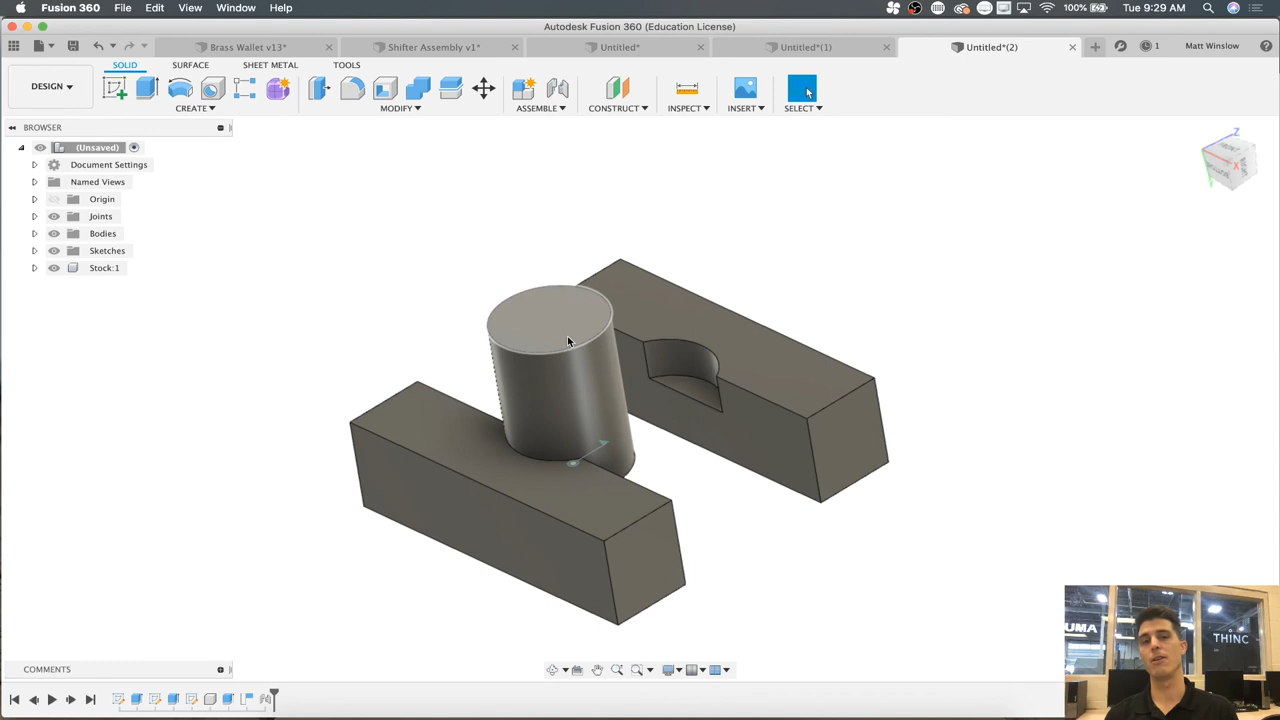 Fusion 360 File Edit View Window Help 100% Tue 9:29 AM
Autodesk Fusion 360 (Education License)
Brass Wallet v13* Shifter Assembly v1* Untitled* Untitled*(1) Untitled*(2) 1 Matt Winslow
SOLID SURFACE SHEET METAL TOOLS
DESIGN
CREATE MODIFY ASSEMBLE CONSTRUCT INSPECT INSERT SELECT
BROWSER
(Unsaved)
Document Settings
Named Views
Origin
Joints
Bodies
Sketches
Stock:1
Z
X
UMA
THINC
COMMENTS